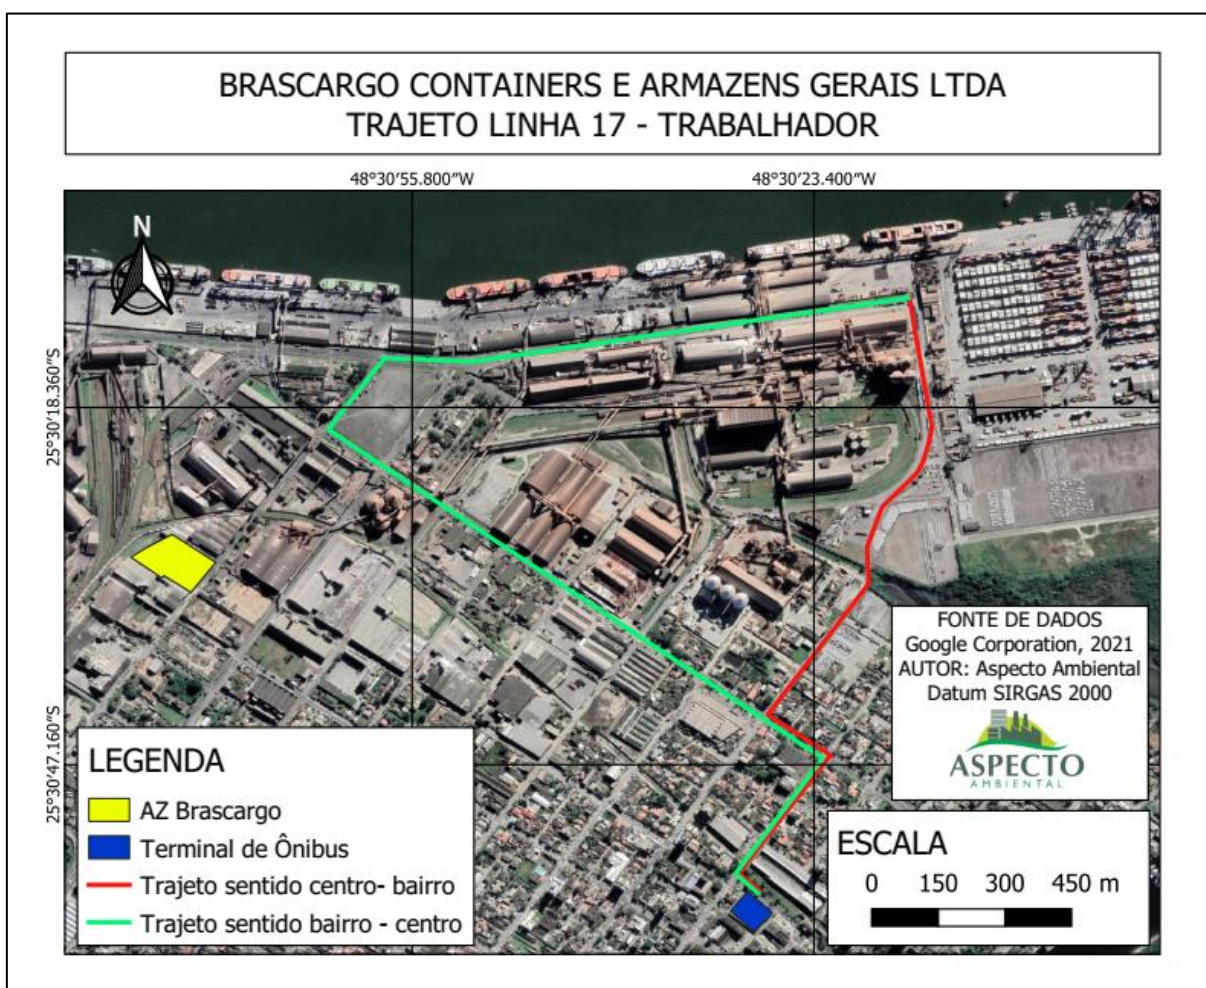 BRASCARGO CONTAINERS E ARMAZENS GERAIS LTDA
TRAJETO LINHA 17 - TRABALHADOR
48°30′55.800″W
48°30′23.400″W
N
25°30′18.360″S
25°30′47.160″S
FONTE DE DADOS
Google Corporation, 2021
AUTOR: Aspecto Ambiental
Datum SIRGAS 2000
ASPECTO
AMBIENTAL
LEGENDA
AZ Brascargo
Terminal de Ônibus
Trajeto sentido centro- bairro
Trajeto sentido bairro - centro
ESCALA
0 150 300 450 m